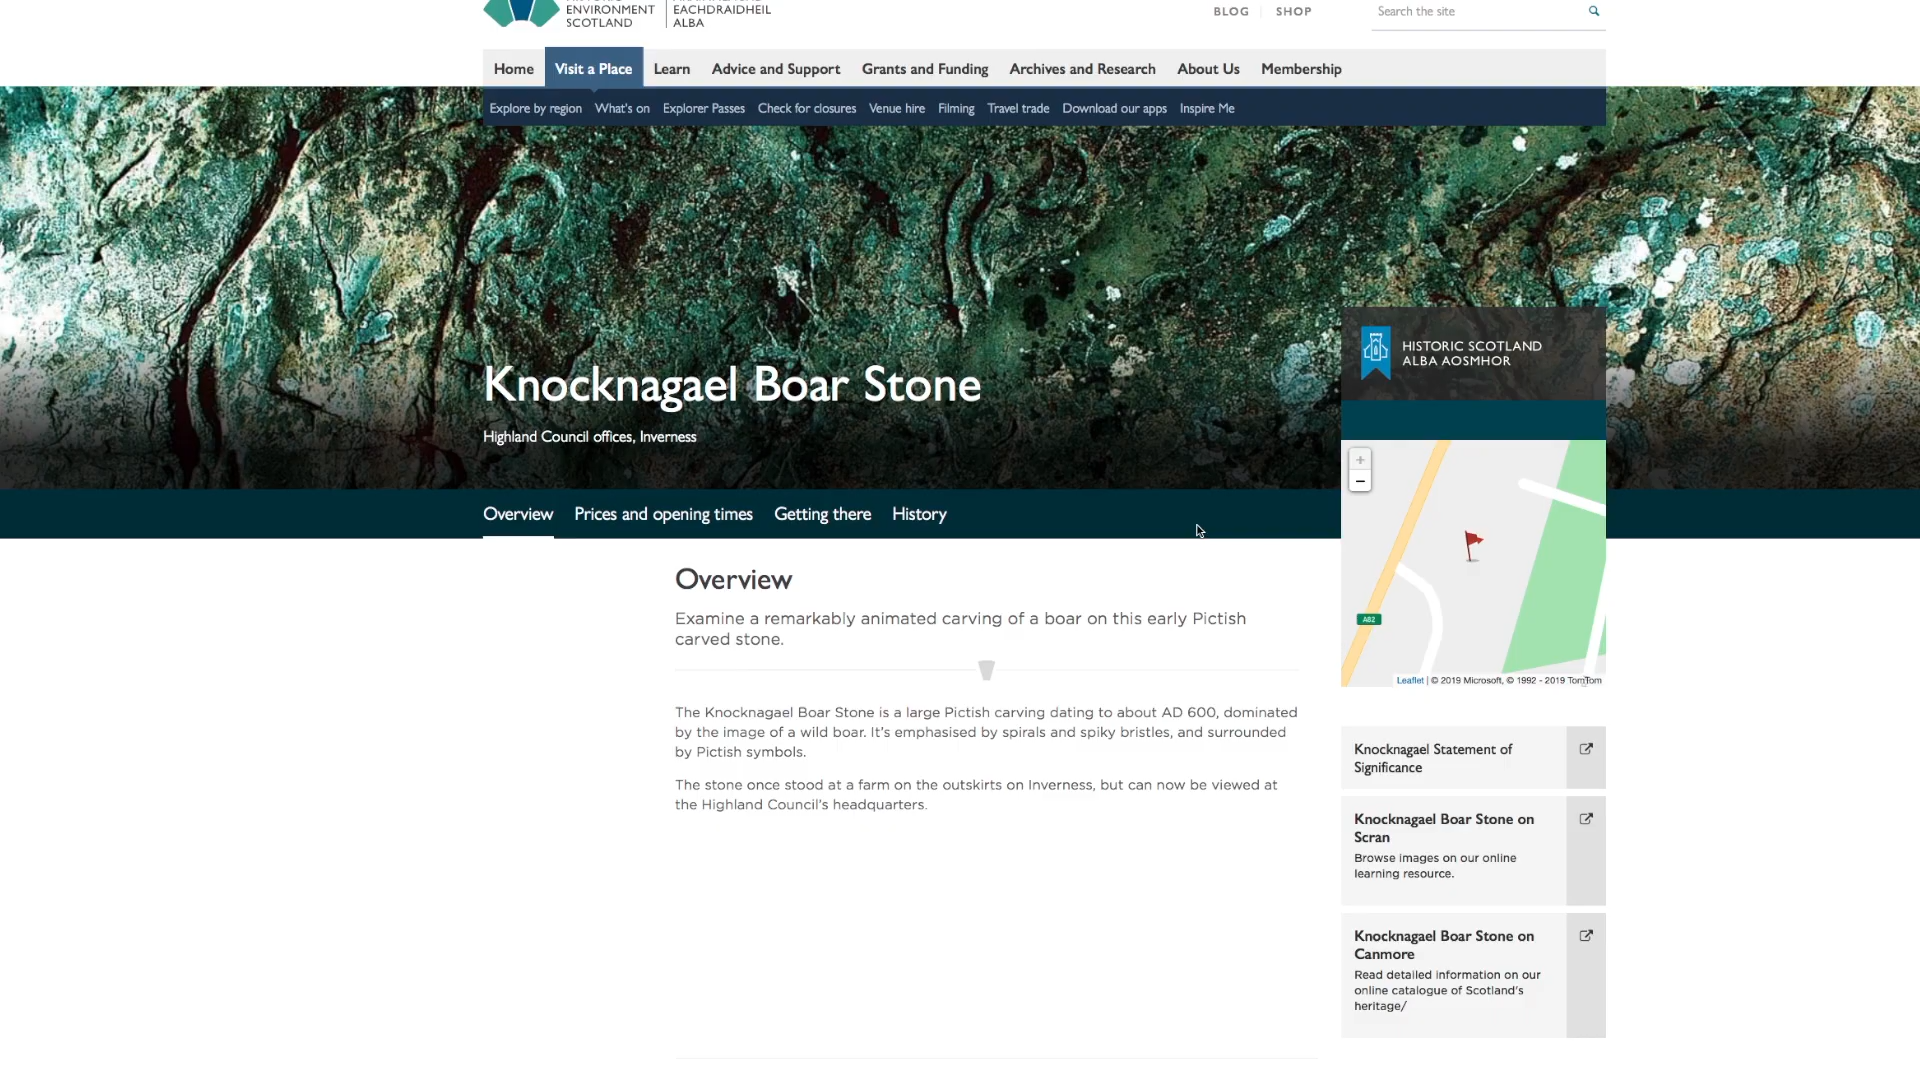 ENVIRONMENT
SCOTLAND
EACHDRAIDHEIL
ALBA
BLOG
SHOP
Search the site
Home
Visit a Place
Learn
Advice and Support
Grants and Funding
Archives and Research
About Us
Membership
Explore by region
What's on
Explorer Passes
Check for closures
Venue hire
Filming
Travel trade
Download our apps
Inspire Me
HISTORIC SCOTLAND
ALBA AOSMHOR
Knocknagael Boar Stone
Highland Council offices, Inverness
Overview
Prices and opening times
Getting there
History
+
−
A82
Leaflet | © 2019 Microsoft, © 1992 - 2019 TomTom
Overview
Examine a remarkably animated carving of a boar on this early Pictish
carved stone.
The Knocknagael Boar Stone is a large Pictish carving dating to about AD 600, dominated
by the image of a wild boar. It's emphasised by spirals and spiky bristles, and surrounded
by Pictish symbols.
The stone once stood at a farm on the outskirts on Inverness, but can now be viewed at
the Highland Council's headquarters.
Knocknagael Statement of
Significance
Knocknagael Boar Stone on
Scran
Browse images on our online
learning resource.
Knocknagael Boar Stone on
Canmore
Read detailed information on our
online catalogue of Scotland's
heritage/